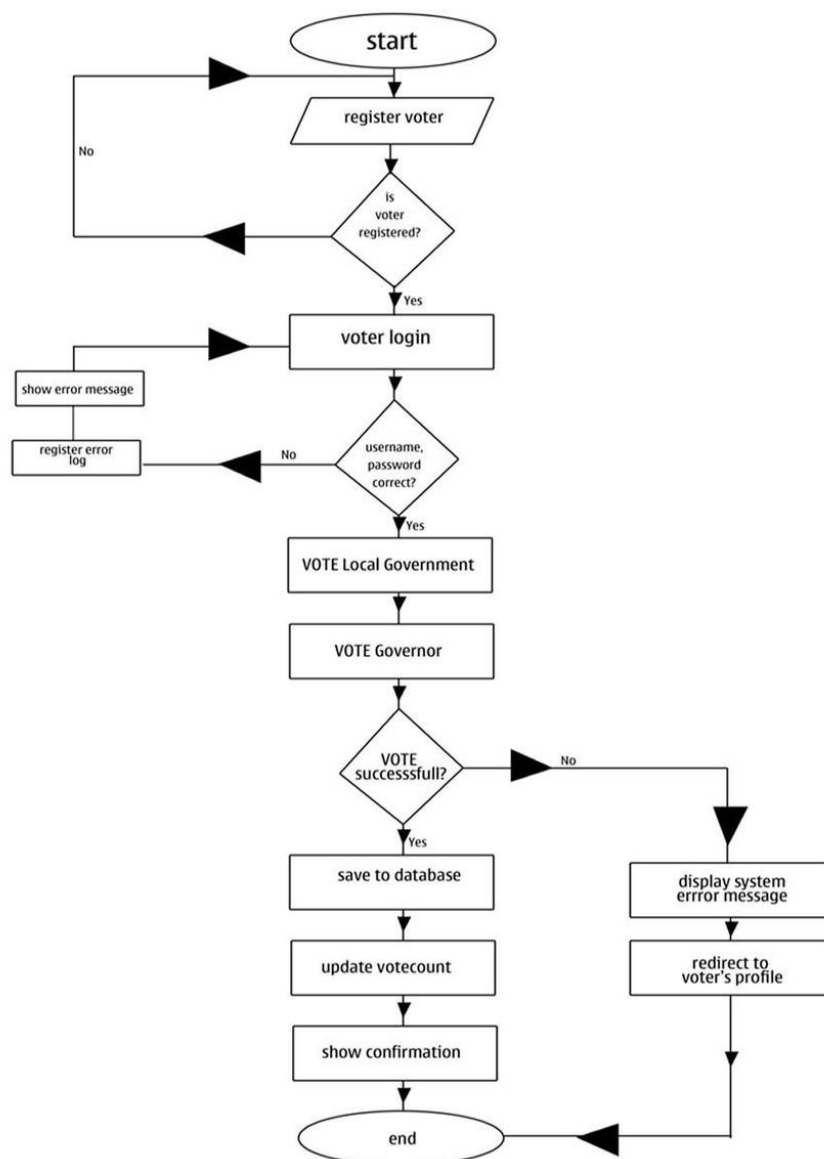 start
register voter
No
is
voter
registered?
Yes
voter login
show error message
register error
log
No
username,
password
correct?
Yes
VOTE Local Government
VOTE Governor
VOTE
successsfull?
No
Yes
save to database
display system
errror message
update votecount
redirect to
voter's profile
show confirmation
end